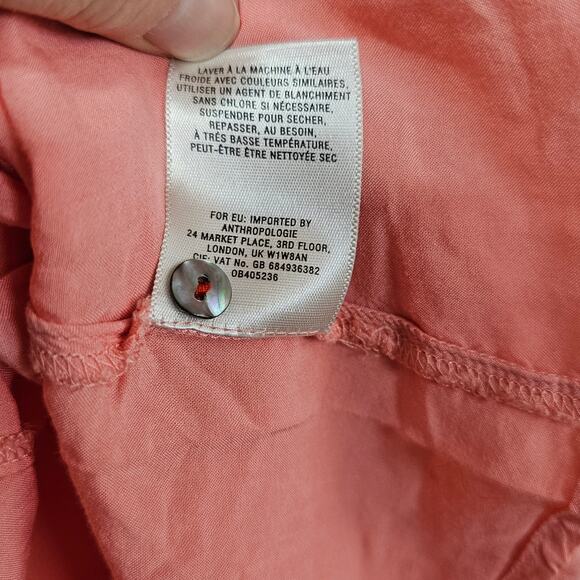 LAVER À LA MACHINE À L'EAU
FROIDE AVEC COULEURS SIMILAIRES,
UTILISER UN AGENT DE BLANCHIMENT
SANS CHLORE SI NÉCESSAIRE,
SUSPENDRE POUR SECHER,
REPASSER, AU BESOIN,
À TRÈS BASSE TEMPÉRATURE,
PEUT-ÊTRE ÊTRE NETTOYÉE SEC
FOR EU: IMPORTED BY
ANTHROPOLOGIE
24 MARKET PLACE, 3RD FLOOR,
LONDON, UK W1W8AN
CIF: VAT No. GB 684936382
OB405236